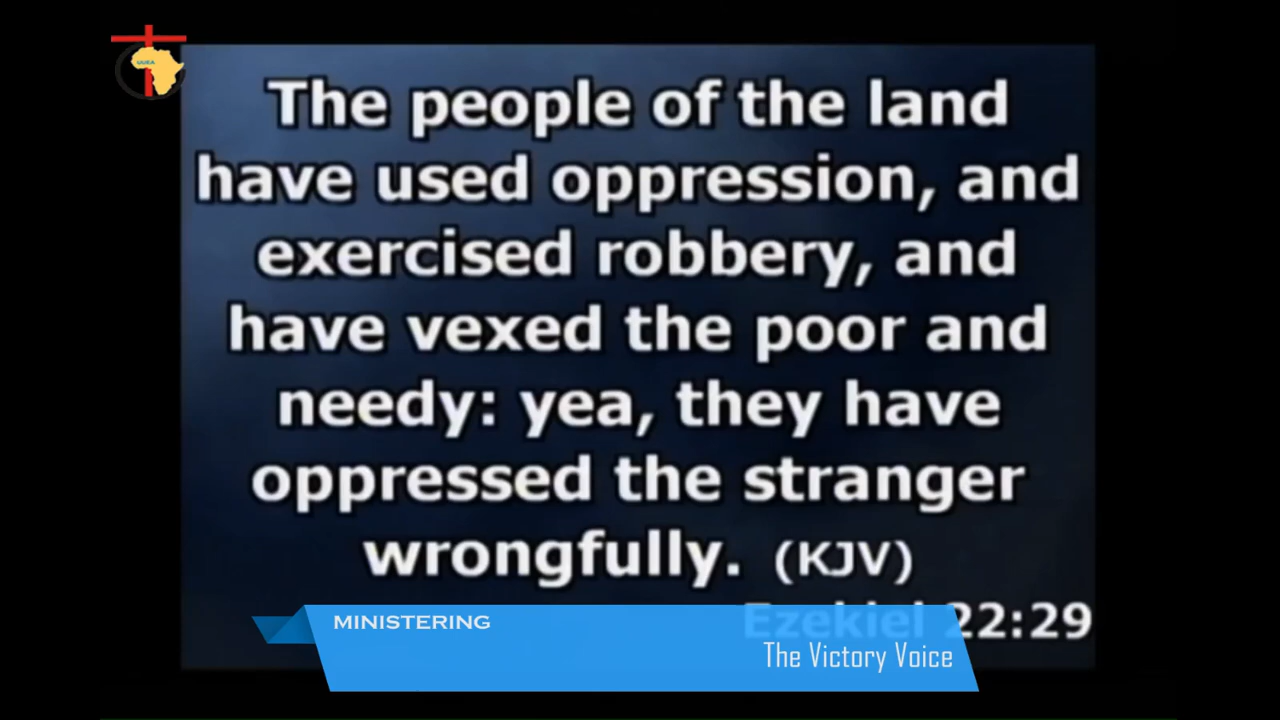 The people of the land
have used oppression, and
exercised robbery, and
have vexed the poor and
needy: yea, they have
oppressed the stranger
wrongfully. (KJV)
Ezekiel 22:29
MINISTERING
The Victory Voice